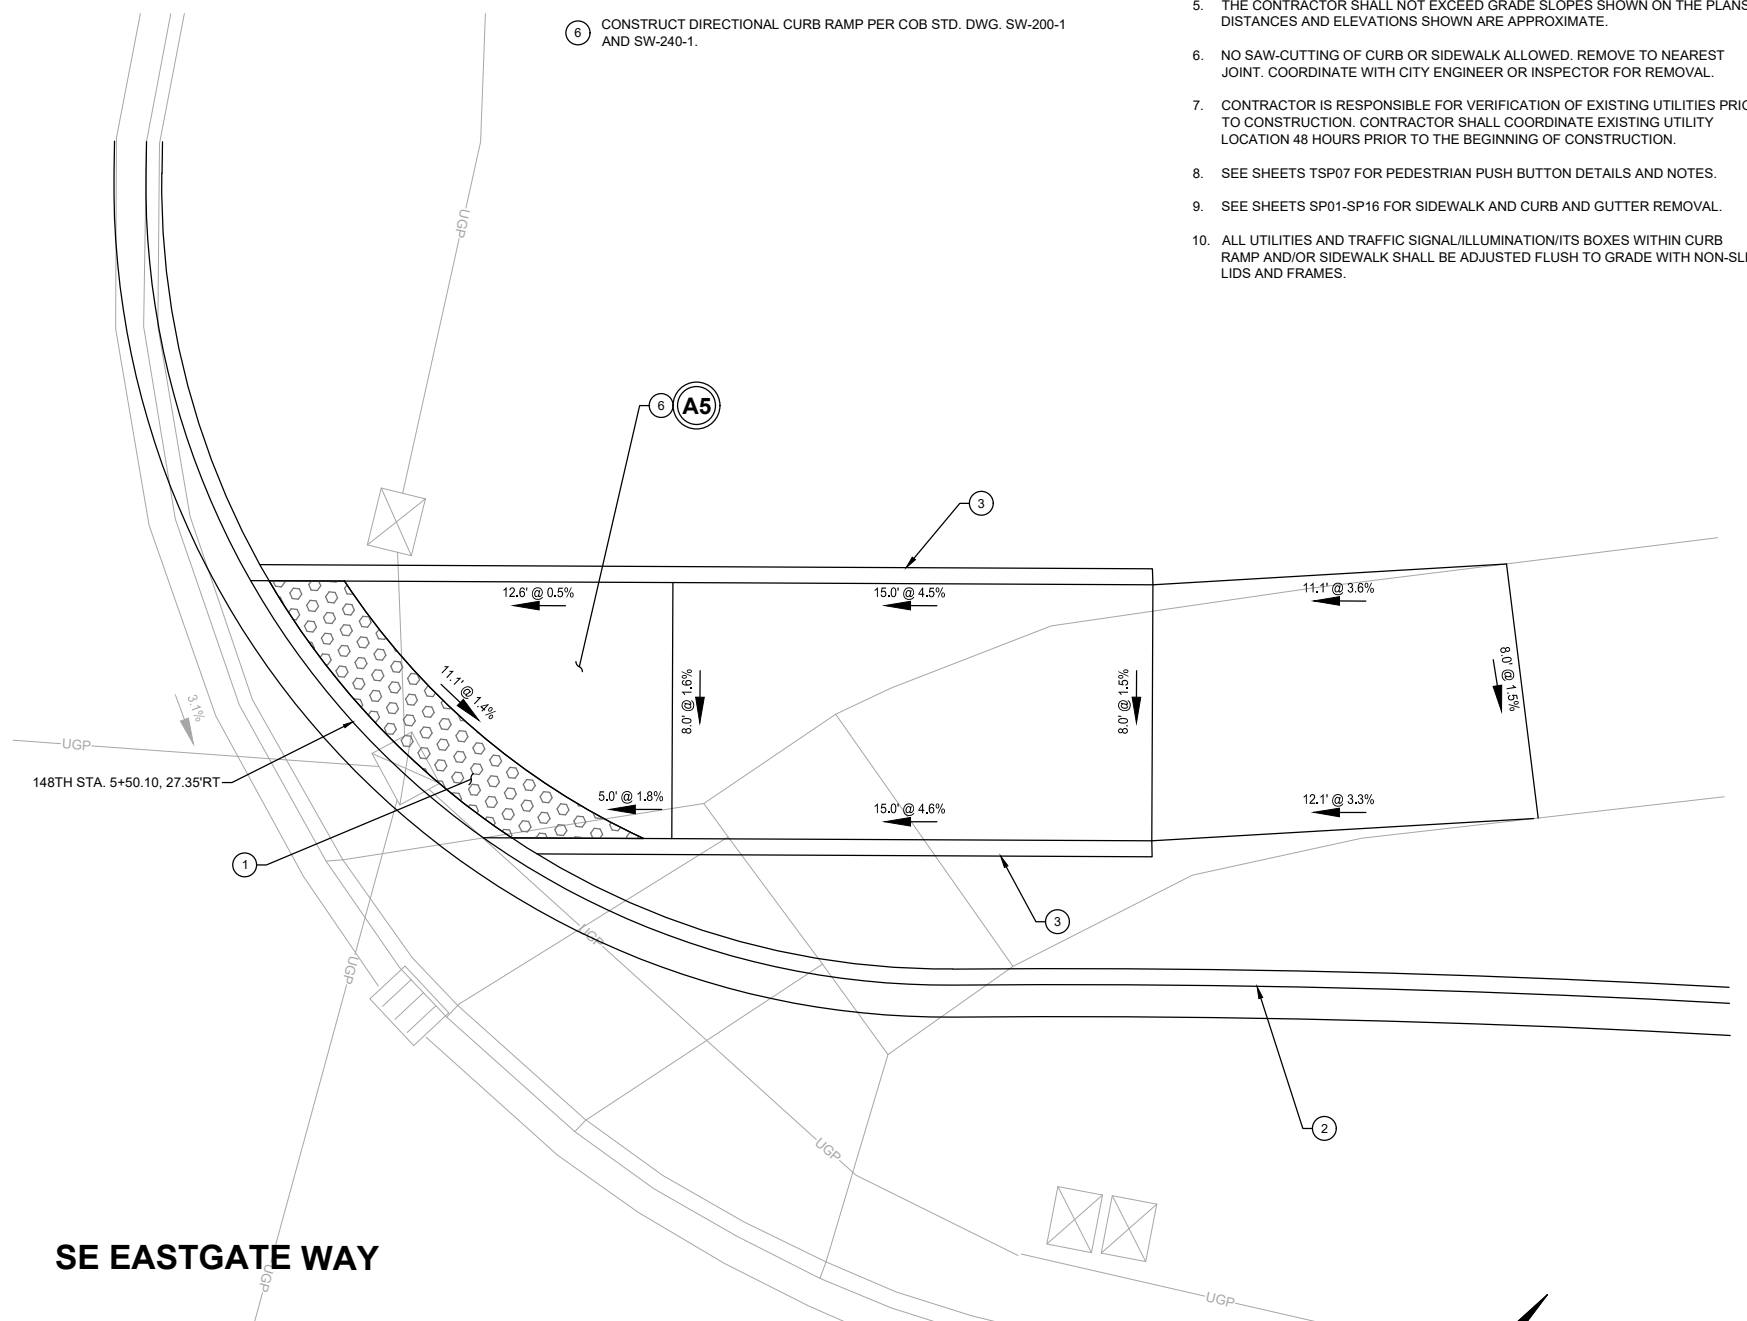 6 CONSTRUCT DIRECTIONAL CURB RAMP PER COB STD. DWG. SW-200-1
AND SW-240-1.
5. THE CONTRACTOR SHALL NOT EXCEED GRADE SLOPES SHOWN ON THE PLANS
DISTANCES AND ELEVATIONS SHOWN ARE APPROXIMATE.
6. NO SAW-CUTTING OF CURB OR SIDEWALK ALLOWED. REMOVE TO NEAREST
JOINT. COORDINATE WITH CITY ENGINEER OR INSPECTOR FOR REMOVAL.
7. CONTRACTOR IS RESPONSIBLE FOR VERIFICATION OF EXISTING UTILITIES
TO CONSTRUCTION. CONTRACTOR SHALL COORDINATE EXISTING UTILITY
LOCATION 48 HOURS PRIOR TO THE BEGINNING OF CONSTRUCTION.
8. SEE SHEETS TSP07 FOR PEDESTRIAN PUSH BUTTON DETAILS AND NOTES.
9. SEE SHEETS SP01-SP16 FOR SIDEWALK AND CURB AND GUTTER REMOVAL.
10. ALL UTILITIES AND TRAFFIC SIGNAL/ILLUMINATION/ITS BOXES WITHIN CURB
RAMP AND/OR SIDEWALK SHALL BE ADJUSTED FLUSH TO GRADE WITH
LIDS AND FRAMES.
UGP
6 A5
3
12.6' @ 0.5%
15.0' @ 4.5%
11.1' @ 3.6%
11.1' @ 1.4%
8.0' @ 1.6%
8.0' @ 1.5%
8.0' @ 1.5%
3.1%
UGP
148TH STA. 5+50.10, 27.35'RT
5.0' @ 1.8%
15.0' @ 4.6%
12.1' @ 3.3%
1
3
UGP
UGP
2
UGP
SE EASTGATE WAY
UGP
UGP